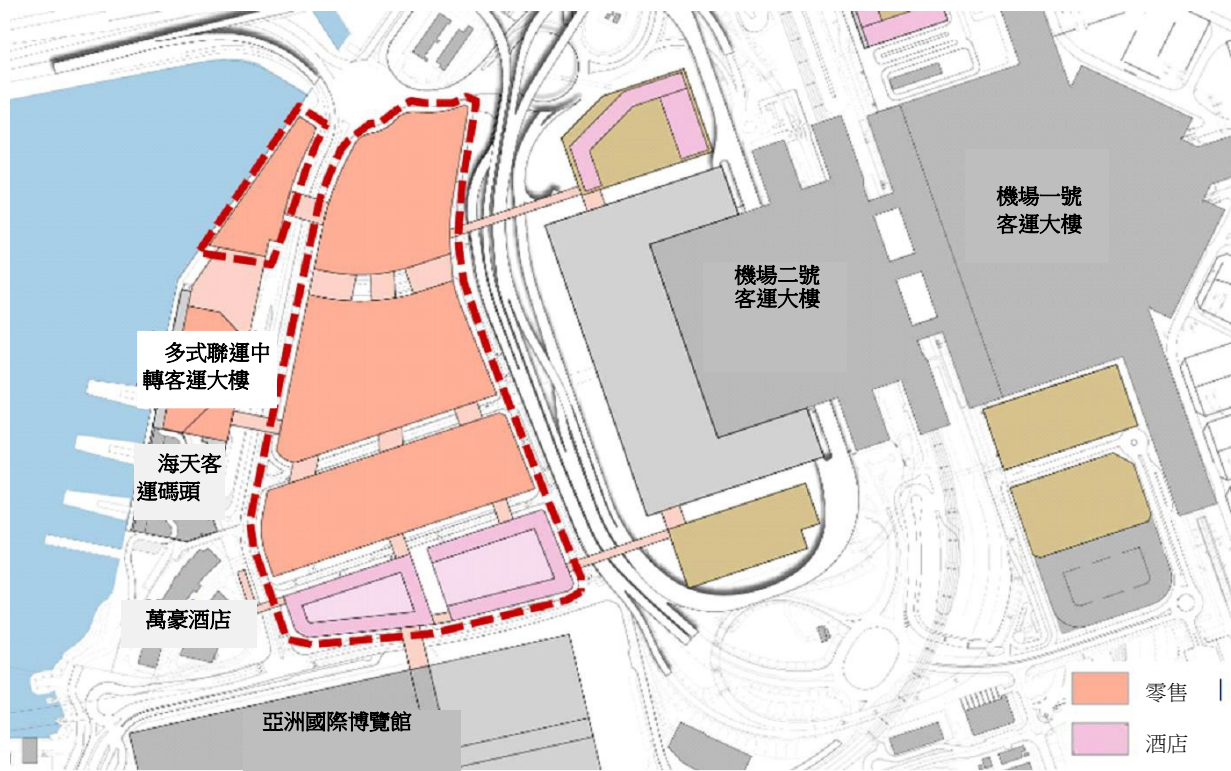 機場一號
客運大樓
機場二號
客運大樓
多式聯運中
轉客運大樓
海天客
運碼頭
萬豪酒店
亞洲國際博覽館
零售
酒店